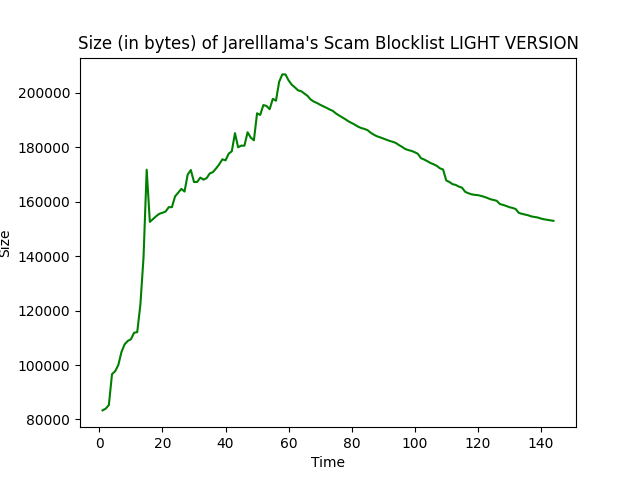 Size (in bytes) of Jarelllama's Scam Blocklist LIGHT VERSION
200000
180000
160000
140000
120000
100000
80000
Size
0 20 40 60 80 100 120 140
Time